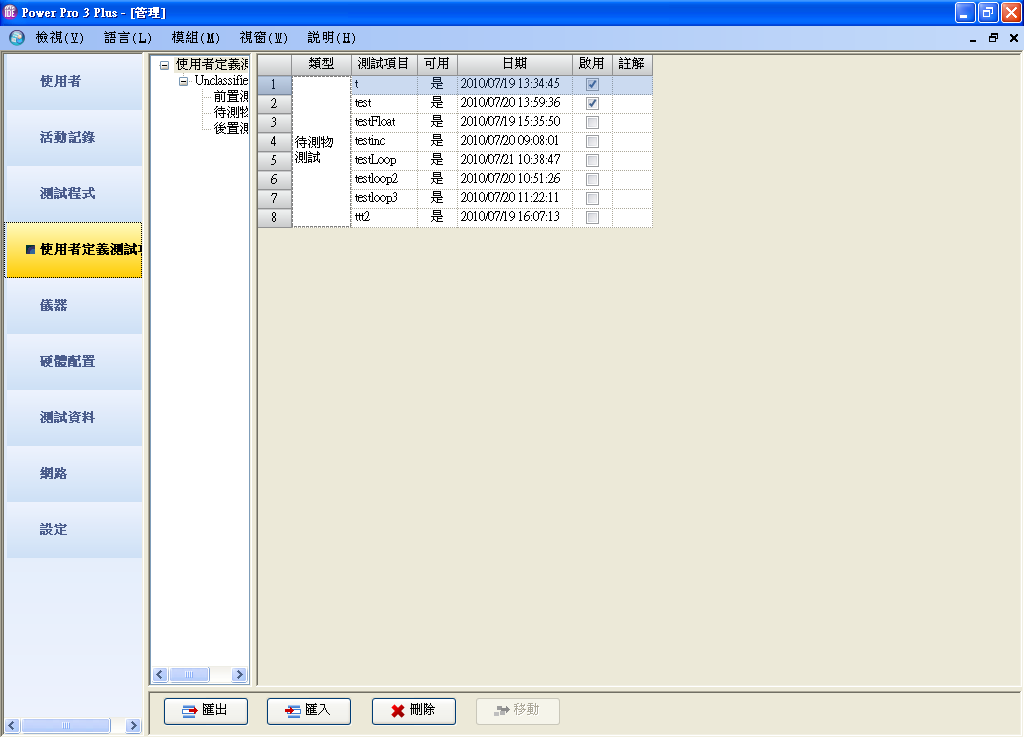 Power Pro 3 Plus - [管理]
檢視(V) 語言(L) 模組(M) 視窗(W) 說明(H)
使用者
活動記錄
測試程式
使用者定義測試
儀器
硬體配置
測試資料
網路
設定
使用者定義測
Unclassifie
前置測
待測物
後置測
類型 測試項目 可用 日期 啟用 註解
待測物
測試
1 t 是 2010/07/19 13:34:45
2 test 是 2010/07/20 13:59:36
3 testFloat 是 2010/07/19 15:35:50
4 testinc 是 2010/07/20 09:08:01
5 testLoop 是 2010/07/21 10:38:47
6 testloop2 是 2010/07/20 10:51:26
7 testloop3 是 2010/07/20 11:22:11
8 ttt2 是 2010/07/19 16:07:13
匯出 匯入 刪除 移動